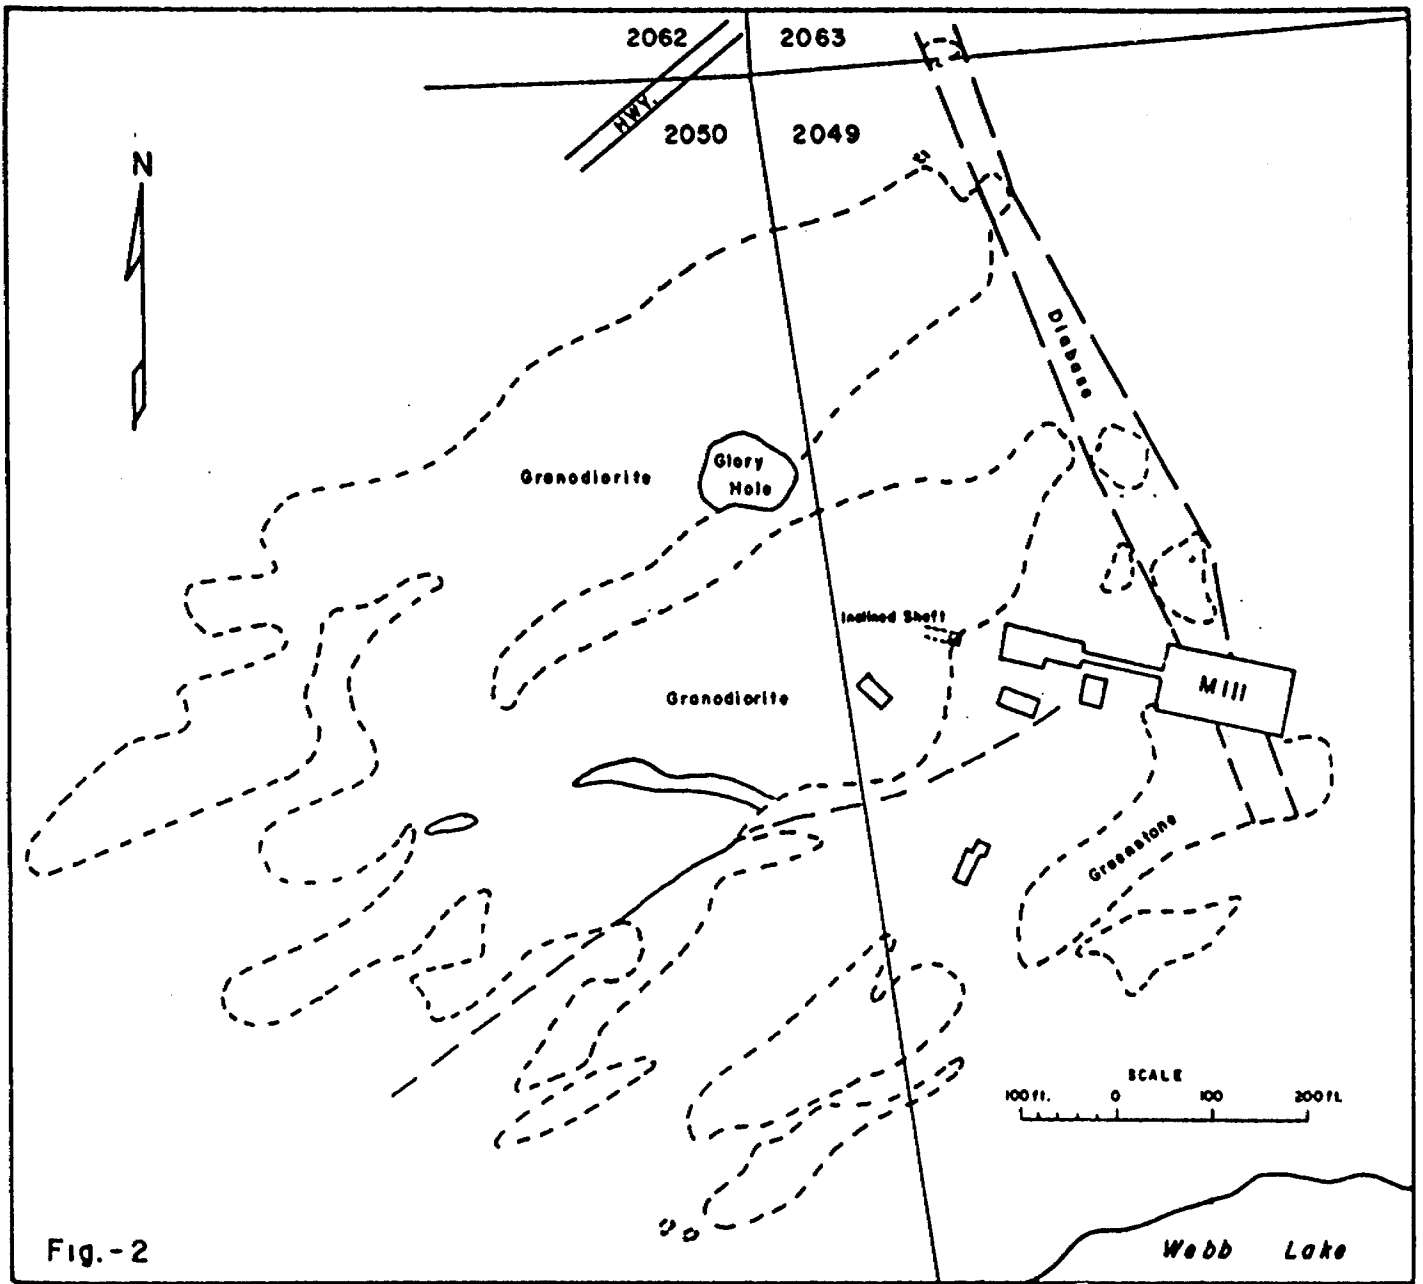 2062
2063
HWY.
2050
2049
N
Diabase
Glory
Hole
Granodiorite
Inclined Shaft
Granodiorite
Mill
Greenstone
SCALE
100 ft. 0 100 200 ft.
Fig.-2
Webb Lake